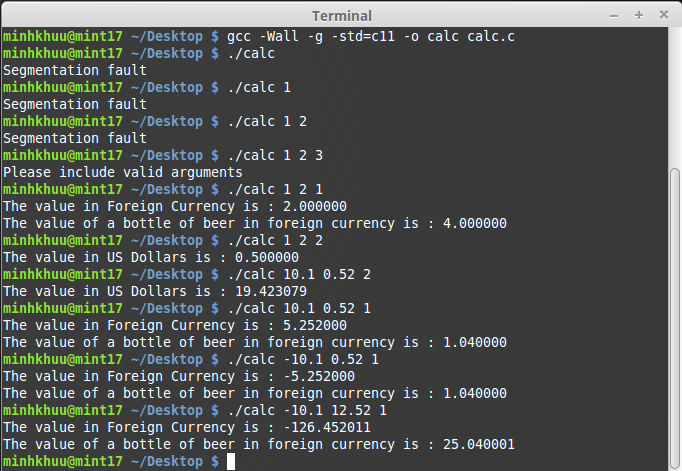 Terminal
minhkhuu@mint17 ~/Desktop $ gcc -Wall -g -std=c11 -o calc calc.c
minhkhuu@mint17 ~/Desktop $ ./calc
Segmentation fault
minhkhuu@mint17 ~/Desktop $ ./calc 1
Segmentation fault
minhkhuu@mint17 ~/Desktop $ ./calc 1 2
Segmentation fault
minhkhuu@mint17 ~/Desktop $ ./calc 1 2 3
Please include valid arguments
minhkhuu@mint17 ~/Desktop $ ./calc 1 2 1
The value in Foreign Currency is : 2.000000
The value of a bottle of beer in foreign currency is : 4.000000
minhkhuu@mint17 ~/Desktop $ ./calc 1 2 2
The value in US Dollars is : 0.500000
minhkhuu@mint17 ~/Desktop $ ./calc 10.1 0.52 2
The value in US Dollars is : 19.423079
minhkhuu@mint17 ~/Desktop $ ./calc 10.1 0.52 1
The value in Foreign Currency is : 5.252000
The value of a bottle of beer in foreign currency is : 1.040000
minhkhuu@mint17 ~/Desktop $ ./calc -10.1 0.52 1
The value in Foreign Currency is : -5.252000
The value of a bottle of beer in foreign currency is : 1.040000
minhkhuu@mint17 ~/Desktop $ ./calc -10.1 12.52 1
The value in Foreign Currency is : -126.452011
The value of a bottle of beer in foreign currency is : 25.040001
minhkhuu@mint17 ~/Desktop $